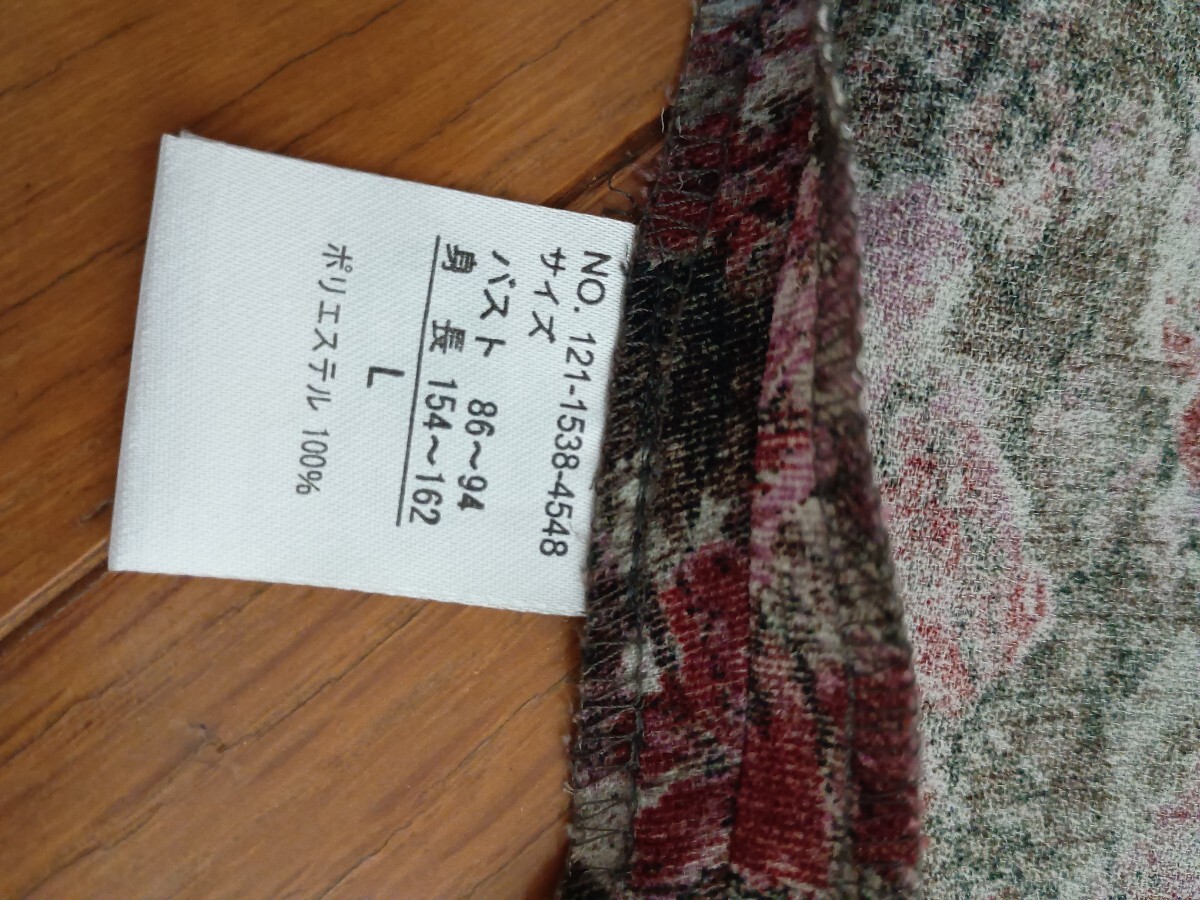 NO. 121-1538-4548
サイズ
バスト 86～94
身 長 154～162
L
ポリエステル 100%